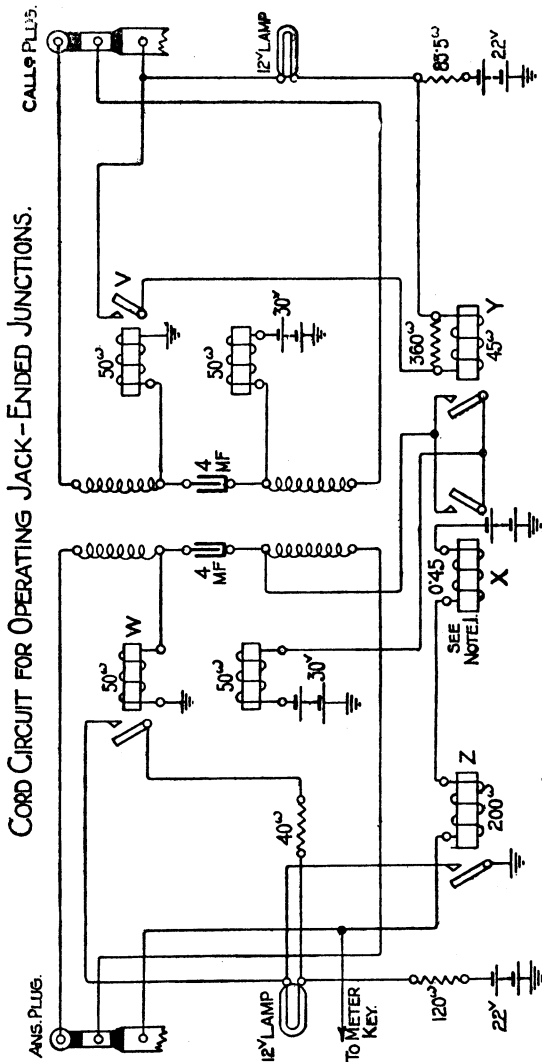 CORD CIRCUIT FOR OPERATING JACK-ENDED JUNCTIONS.
ANS. PLUG.
CALLG PLUG.
12V LAMP
50ω
W
50ω
V
4
MF
4
MF
50ω
30V
50ω
30V
40ω
12V LAMP
TO METER
KEY.
120ω
22V
Z
200ω
0·45
X
SEE
NOTE.1.
360ω
Y
45ω
83·5ω
22V